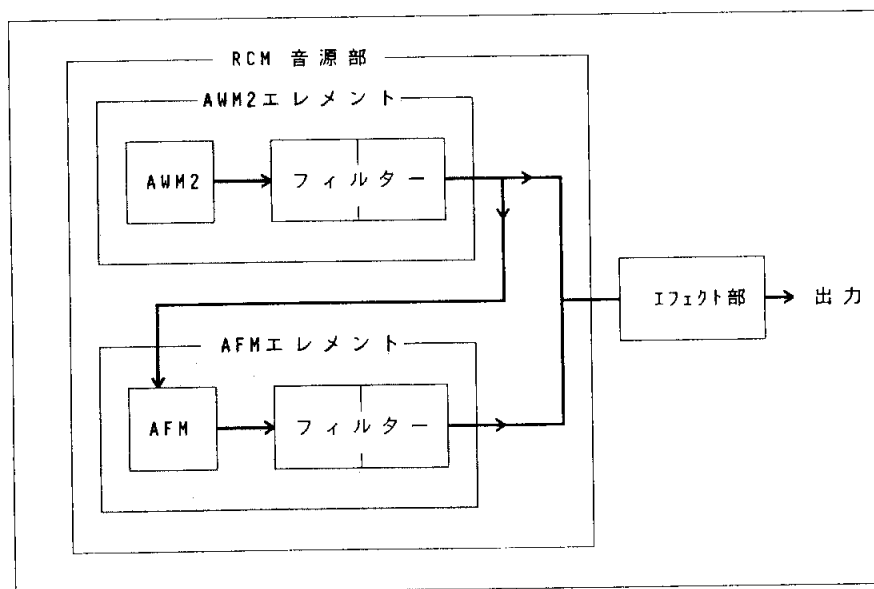 RCM 音源部
AWM2エレメント
AWM2
フィルター
エフェクト部
出力
AFMエレメント
AFM
フィルター